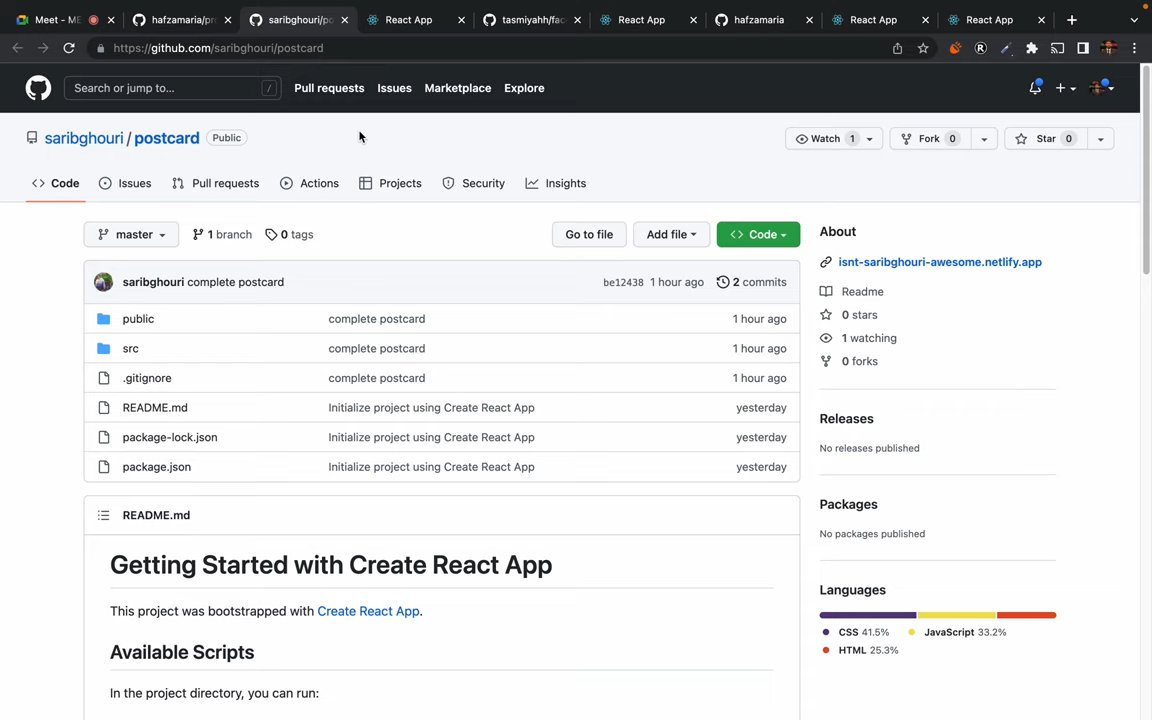 Meet - M
hafzamaria/pr
saribghouri/po
React App
tasmiyahh/fac
React App
hafzamaria
React App
React App
https://github.com/saribghouri/postcard
Search or jump to...
/
Pull requests
Issues
Marketplace
Explore
saribghouri / postcard
Public
Watch 1
Fork 0
Star 0
Code
Issues
Pull requests
Actions
Projects
Security
Insights
master
1 branch
0 tags
Go to file
Add file
Code
saribghouri complete postcard
be12438 1 hour ago
2 commits
public complete postcard 1 hour ago
src complete postcard 1 hour ago
.gitignore complete postcard 1 hour ago
README.md Initialize project using Create React App yesterday
package-lock.json Initialize project using Create React App yesterday
package.json Initialize project using Create React App yesterday
README.md
Getting Started with Create React App
This project was bootstrapped with Create React App.
Available Scripts
In the project directory, you can run:
About
isnt-saribghouri-awesome.netlify.app
Readme
0 stars
1 watching
0 forks
Releases
No releases published
Packages
No packages published
Languages
CSS 41.5%
JavaScript 33.2%
HTML 25.3%